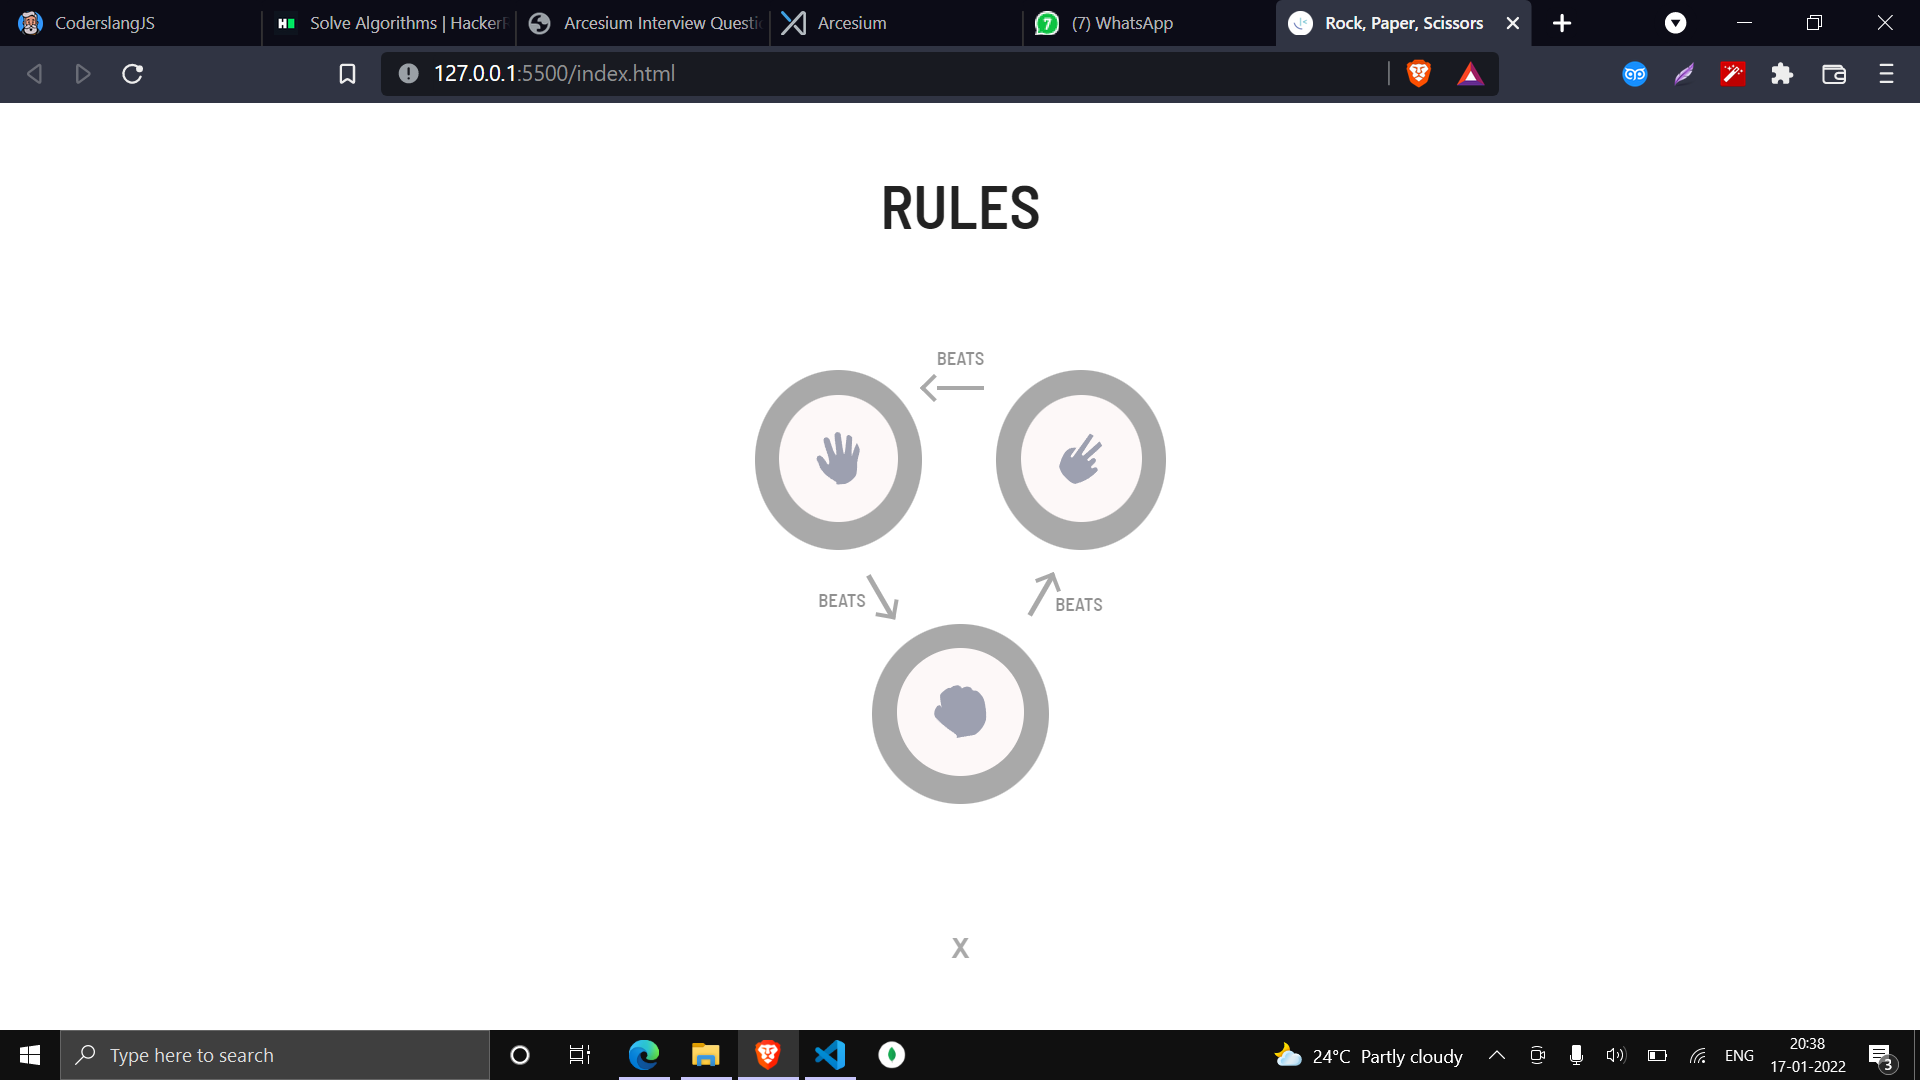 CoderslangJS
Solve Algorithms | HackerR
Arcesium Interview Questi
Arcesium
7
(7) WhatsApp
Rock, Paper, Scissors
127.0.0.1:5500/index.html
RULES
BEATS
BEATS
BEATS
X
Type here to search
24°C Partly cloudy
ENG
20:38
17-01-2022
3